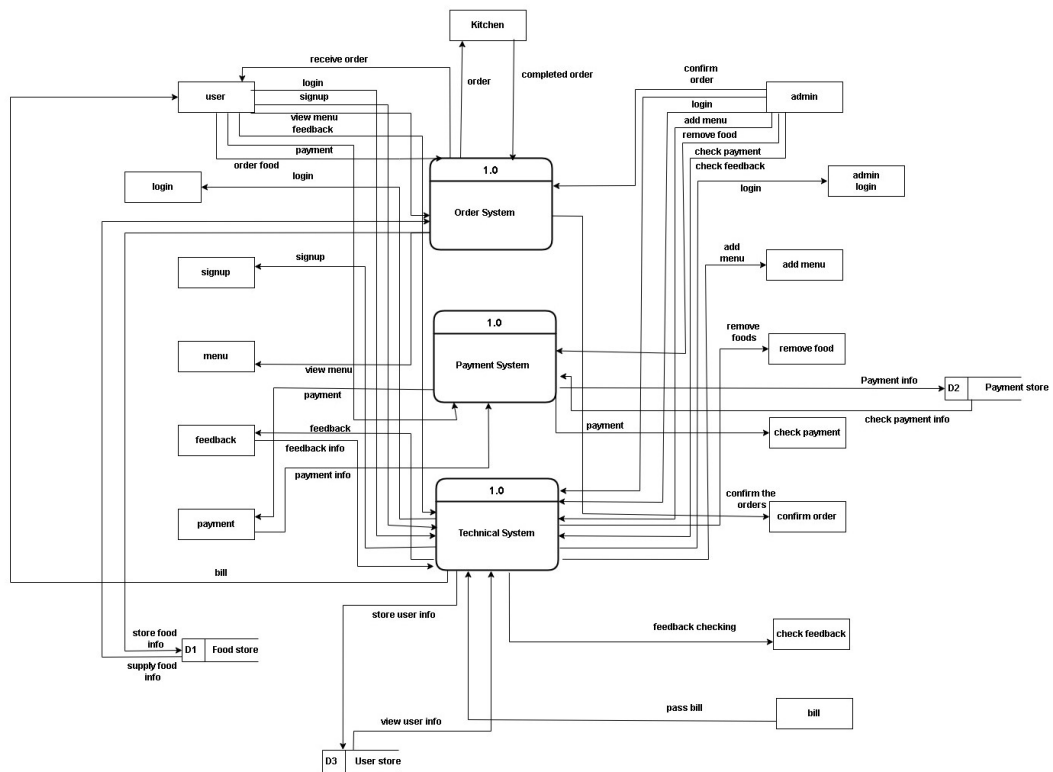 Kitchen
receive order
order
completed order
confirm
order
user
login
signup
view menu
feedback
payment
order food
admin
login
add menu
remove food
check payment
check feedback
login
1.0
Order System
login
login
admin
login
signup
signup
add
menu
add menu
menu
view menu
1.0
Payment System
payment
remove
foods
remove food
Payment info
D2
Payment store
check payment info
payment
check payment
feedback
feedback
feedback info
payment info
1.0
Technical System
payment
confirm the
orders
confirm order
bill
store user info
store food
info
D1
Food store
supply food
info
feedback checking
check feedback
pass bill
bill
view user info
D3
User store